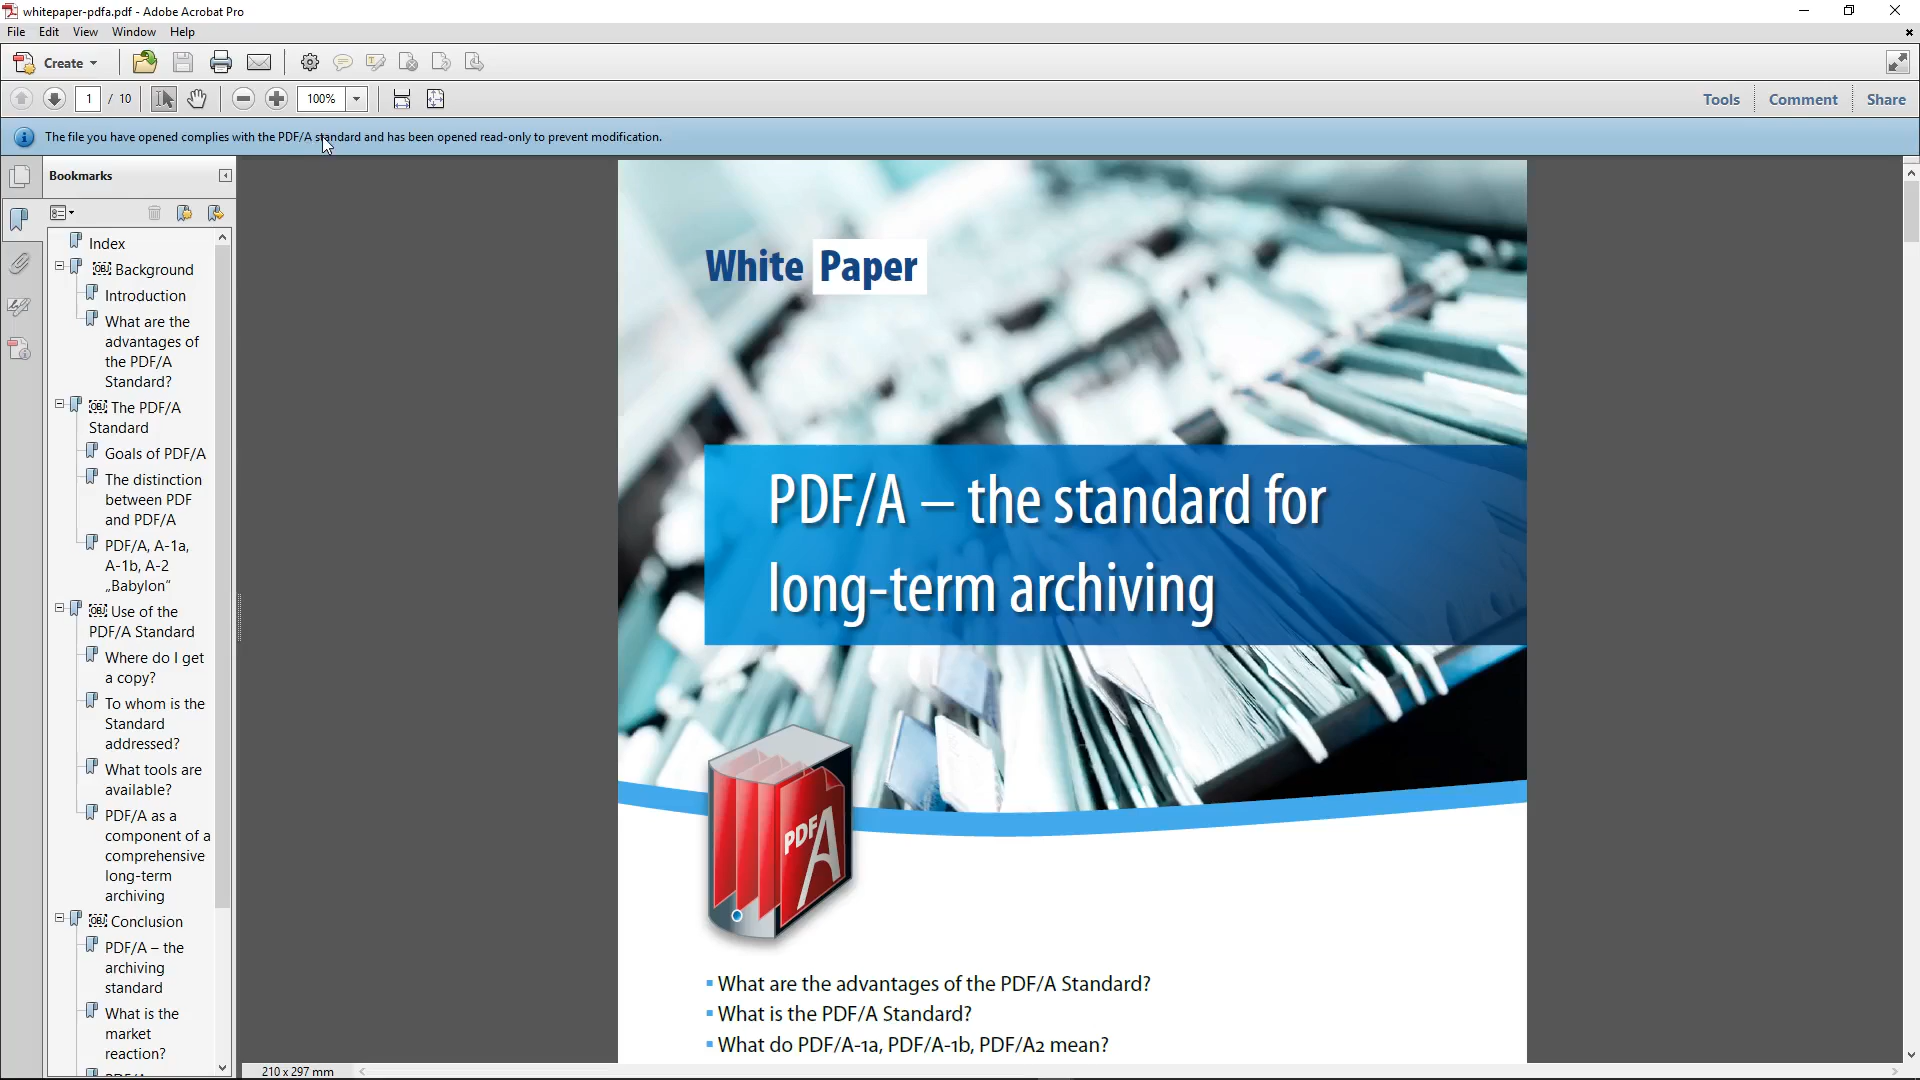 whitepaper-pdfa.pdf - Adobe Acrobat Pro
File Edit View Window Help
Create
1 / 10 100% Tools Comment Share
The file you have opened complies with the PDF/A standard and has been opened read-only to prevent modification.
Bookmarks
Index
Background
Introduction
What are the
advantages of
the PDF/A
Standard?
The PDF/A
Standard
Goals of PDF/A
The distinction
between PDF
and PDF/A
PDF/A, A-1a,
A-1b, A-2
„Babylon"
Use of the
PDF/A Standard
Where do I get
a copy?
To whom is the
Standard
addressed?
What tools are
available?
PDF/A as a
component of a
comprehensive
long-term
archiving
Conclusion
PDF/A – the
archiving
standard
What is the
market
reaction?
White Paper
PDF/A – the standard for
long-term archiving
PDF/A
▪ What are the advantages of the PDF/A Standard?
▪ What is the PDF/A Standard?
▪ What do PDF/A-1a, PDF/A-1b, PDF/A2 mean?
210 x 297 mm